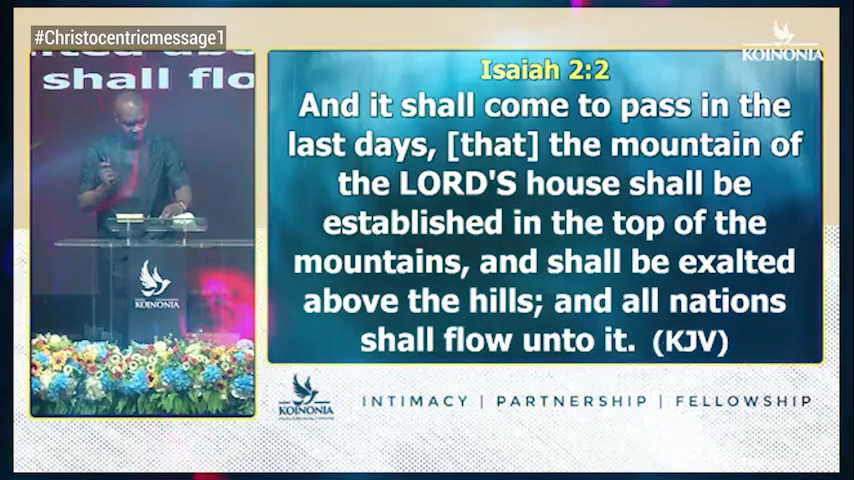 #Christocentricmessage1
shall flo
KOINONIA
KOINONIA
Isaiah 2:2
And it shall come to pass in the
last days, [that] the mountain of
the LORD'S house shall be
established in the top of the
mountains, and shall be exalted
above the hills; and all nations
shall flow unto it. (KJV)
KOINONIA
INTIMACY | PARTNERSHIP | FELLOWSHIP